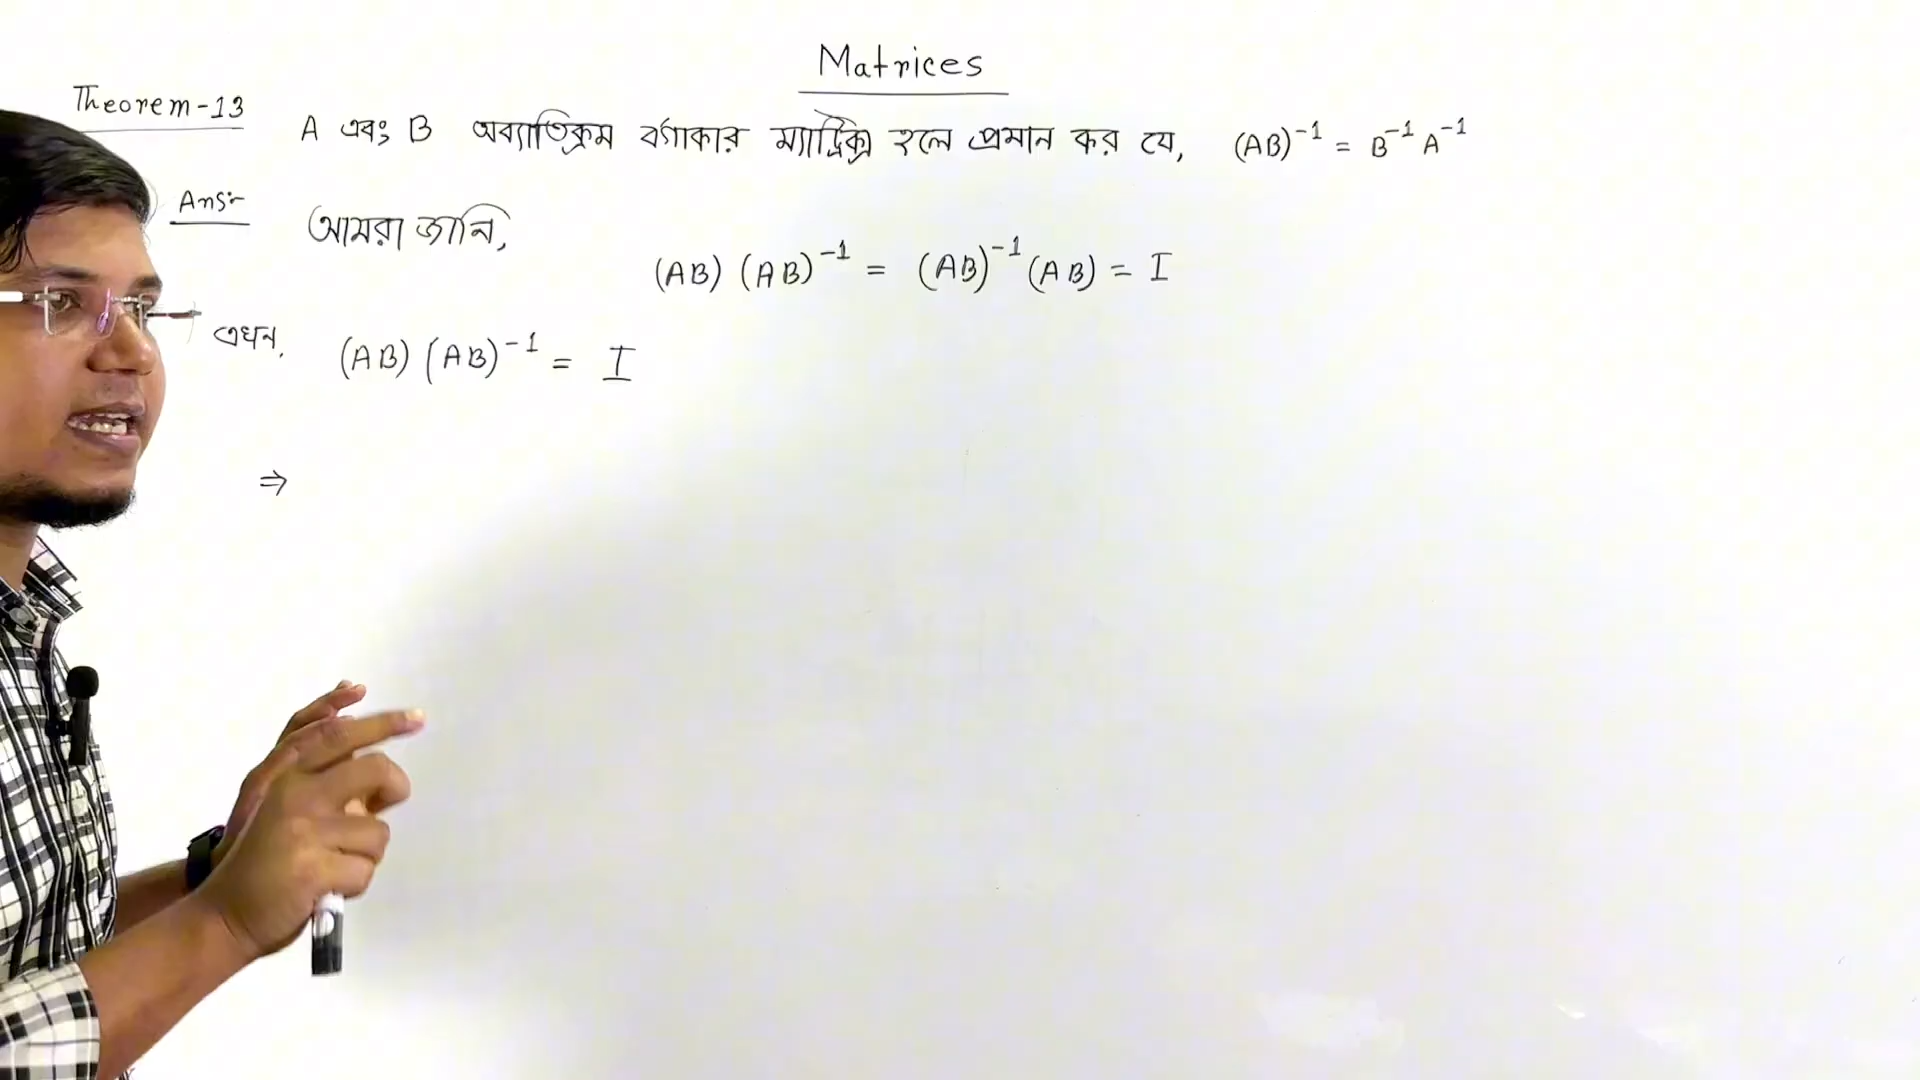 Matrices
Theorem-13
A এবং B অব্যাতিক্রম বর্গাকার ম্যাট্রিক্স হলে প্রমান কর যে, (AB)⁻¹ = B⁻¹ A⁻¹
Ans:-
আমরা জানি,
(AB) (AB)⁻¹ = (AB)⁻¹ (AB) = I
এখন, (AB) (AB)⁻¹ = I
⇒